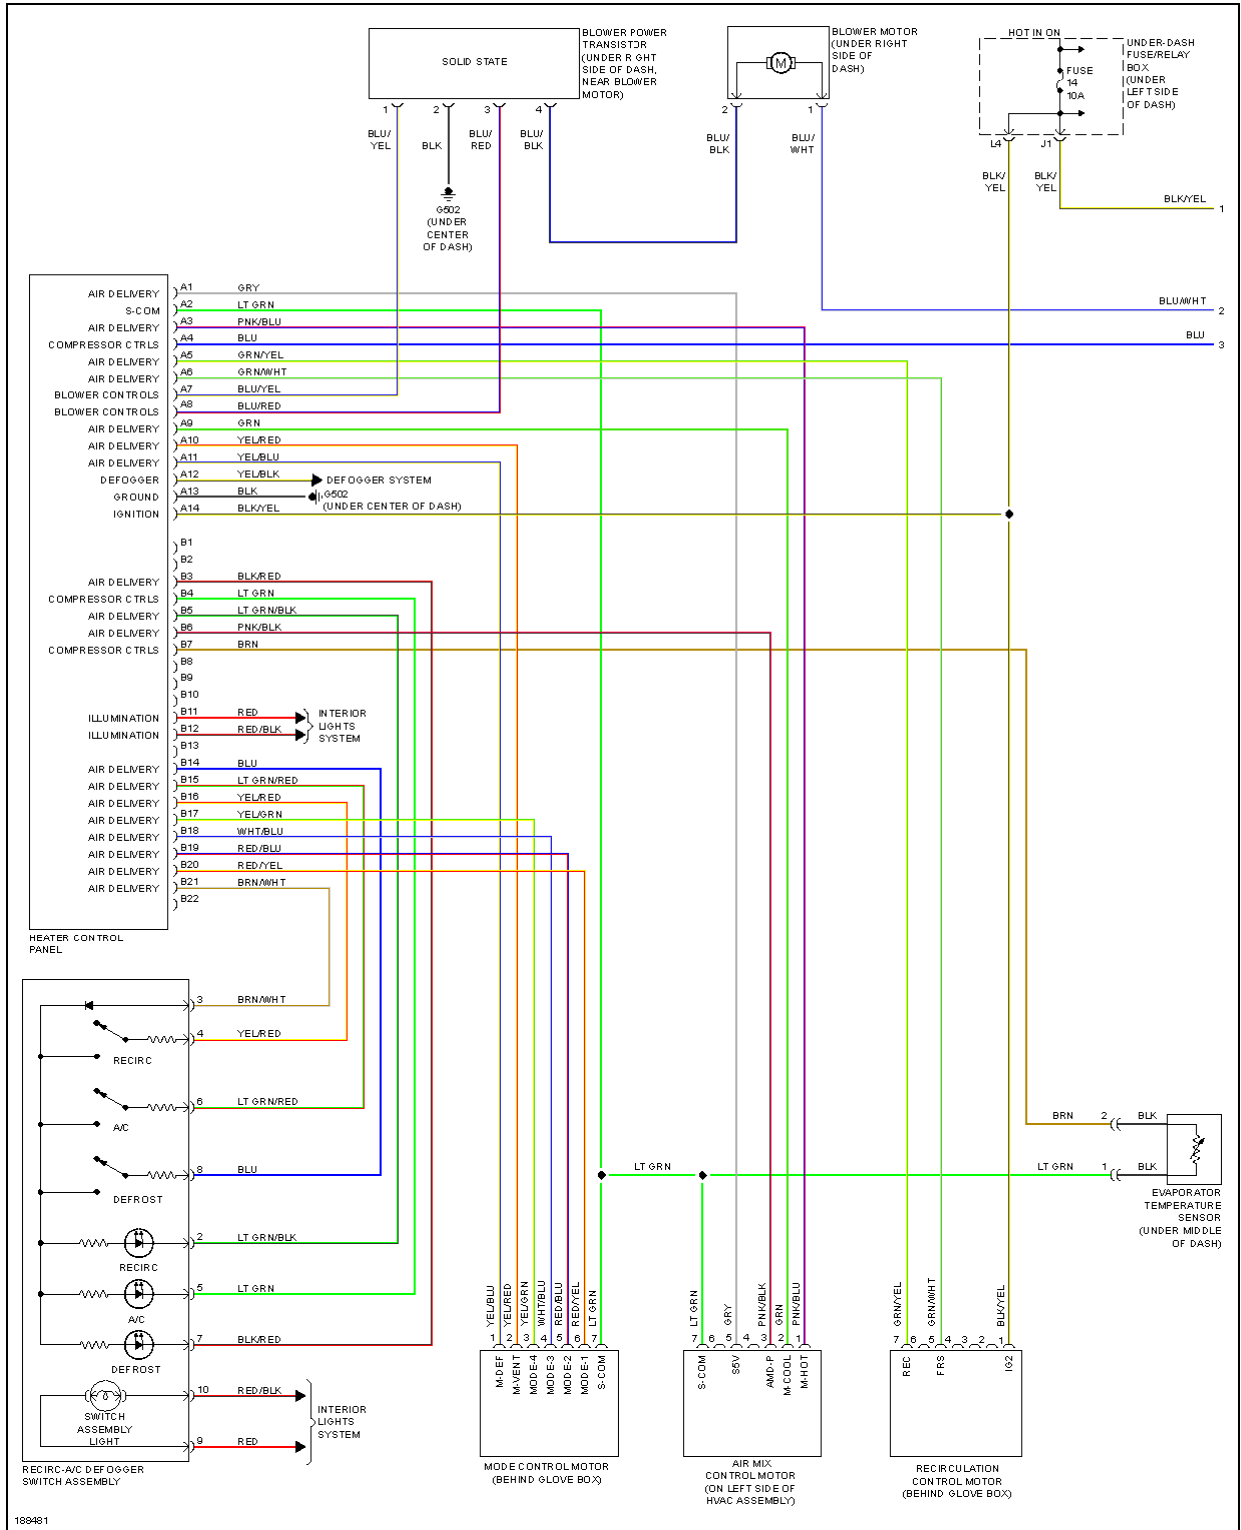 SOLID STATE
BLOWER POWER
TRANSISTOR
(UNDER RIGHT
SIDE OF DASH,
NEAR BLOWER
MOTOR)
1
2
3
4
BLU/
YEL
BLK
BLU/
RED
BLU/
BLK
G502
(UNDER
CENTER
OF DASH)
M
BLOWER MOTOR
(UNDER RIGHT
SIDE OF
DASH)
2
1
BLU/
BLK
BLU/
WHT
HOT IN ON
FUSE
14
10A
UNDER-DASH
FUSE/RELAY
BOX
(UNDER
LEFT SIDE
OF DASH)
L4
J1
BLK/
YEL
BLK/
YEL
BLK/YEL 1
BLU/WHT 2
BLU 3
AIR DELIVERY A1 GRY
S-COM A2 LT GRN
AIR DELIVERY A3 PNK/BLU
COMPRESSOR CTRLS A4 BLU
AIR DELIVERY A5 GRN/YEL
AIR DELIVERY A6 GRN/WHT
BLOWER CONTROLS A7 BLU/YEL
BLOWER CONTROLS A8 BLU/RED
AIR DELIVERY A9 GRN
AIR DELIVERY A10 YEL/RED
AIR DELIVERY A11 YEL/BLU
DEFOGGER A12 YEL/BLK DEFOGGER SYSTEM
GROUND A13 BLK G502
(UNDER CENTER OF DASH)
IGNITION A14 BLK/YEL
B1
B2
AIR DELIVERY B3 BLK/RED
COMPRESSOR CTRLS B4 LT GRN
AIR DELIVERY B5 LT GRN/BLK
AIR DELIVERY B6 PNK/BLK
COMPRESSOR CTRLS B7 BRN
B8
B9
B10
ILLUMINATION B11 RED
ILLUMINATION B12 RED/BLK
INTERIOR
LIGHTS
SYSTEM
B13
AIR DELIVERY B14 BLU
AIR DELIVERY B15 LT GRN/RED
AIR DELIVERY B16 YEL/RED
AIR DELIVERY B17 YEL/GRN
AIR DELIVERY B18 WHT/BLU
AIR DELIVERY B19 RED/BLU
AIR DELIVERY B20 RED/YEL
AIR DELIVERY B21 BRN/WHT
B22
HEATER CONTROL
PANEL
3 BRN/WHT
4 YEL/RED
RECIRC
6 LT GRN/RED
A/C
8 BLU
DEFROST
2 LT GRN/BLK
RECIRC
5 LT GRN
A/C
7 BLK/RED
DEFROST
10 RED/BLK
SWITCH
ASSEMBLY
LIGHT
9 RED
INTERIOR
LIGHTS
SYSTEM
RECIRC-A/C DEFOGGER
SWITCH ASSEMBLY
LT GRN
BRN 2 BLK
LT GRN 1 BLK
EVAPORATOR
TEMPERATURE
SENSOR
(UNDER MIDDLE
OF DASH)
YEL/BLU 1 M-DEF
YEL/RED 2 M-VENT
YEL/GRN 3 MODE-4
WHT/BLU 4 MODE-3
RED/BLU 5 MODE-2
RED/YEL 6 MODE-1
LT GRN 7 S-COM
MODE CONTROL MOTOR
(BEHIND GLOVE BOX)
LT GRN 7 S-COM
6
GRY 5 S5V
4
PNK/BLK 3 AMD-P
GRN 2 M-COOL
PNK/BLU 1 M-HOT
AIR MIX
CONTROL MOTOR
(ON LEFT SIDE OF
HVAC ASSEMBLY)
GRN/YEL 7 REC
6
GRN/WHT 5 FRS
4
3
2
BLK/YEL 1 IG2
RECIRCULATION
CONTROL MOTOR
(BEHIND GLOVE BOX)
188481